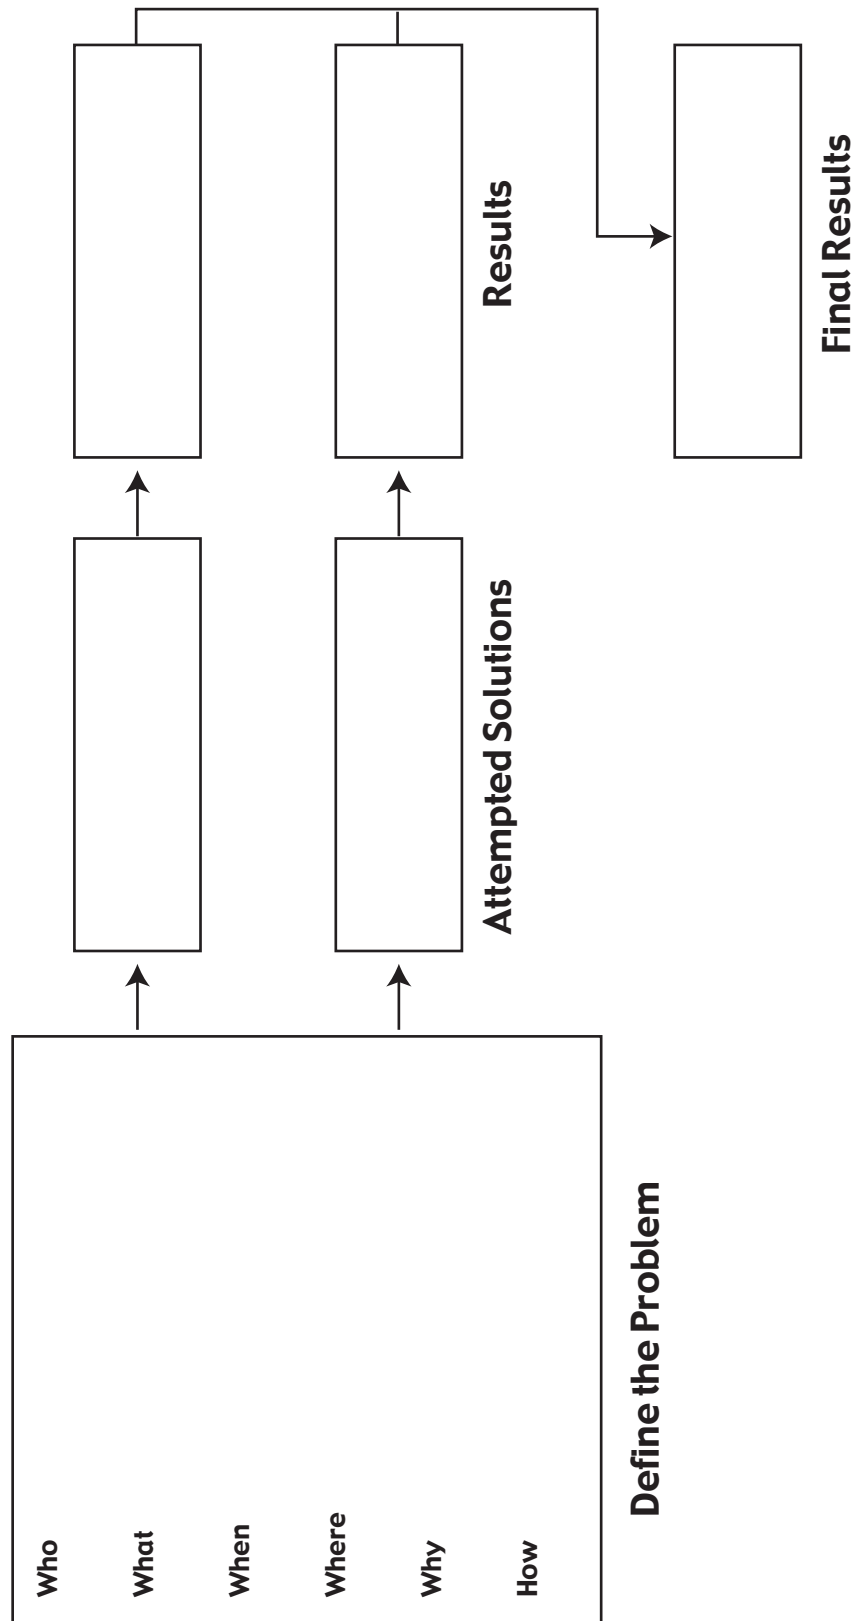 Who
What
When
Where
Why
How
Define the Problem
Attempted Solutions
Results
Final Results